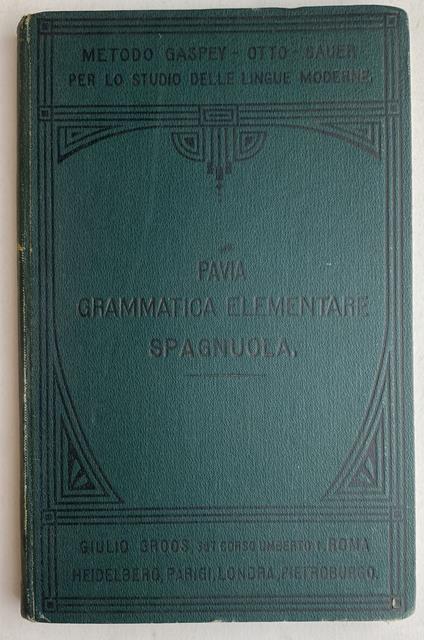 METODO GASPEY - OTTO - SAUER
PER LO STUDIO DELLE LINGUE MODERNE.
PAVIA
GRAMMATICA ELEMENTARE
SPAGNUOLA.
GIULIO GROOS, 307 CORSO UMBERTO I, ROMA
HEIDELBERG, PARIGI, LONDRA, PIETROBURGO.